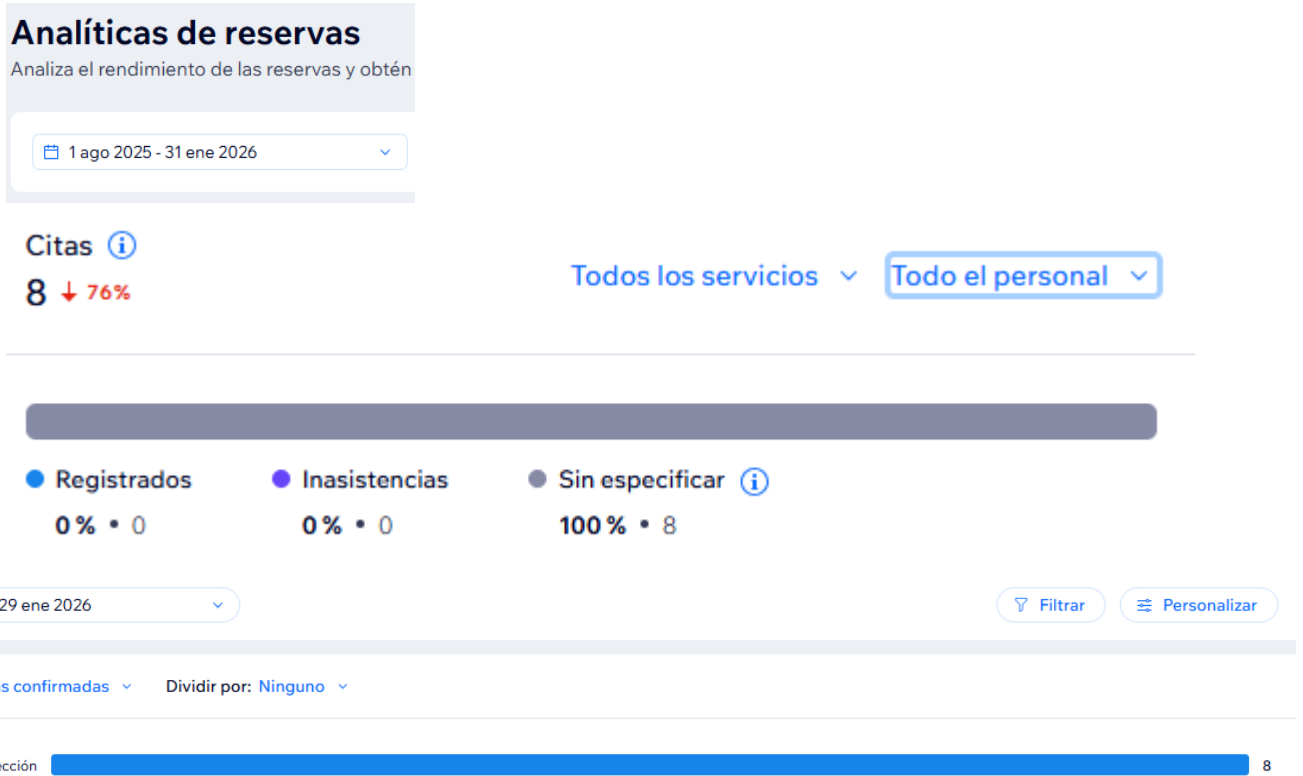 Analíticas de reservas
Analiza el rendimiento de las reservas y obtén
1 ago 2025 - 31 ene 2026
Citas
8 ↓ 76%
Todos los servicios
Todo el personal
Registrados
0 % • 0
Inasistencias
0 % • 0
Sin especificar
100 % • 8
29 ene 2026
Filtrar
Personalizar
s confirmadas
Dividir por: Ninguno
ección
8